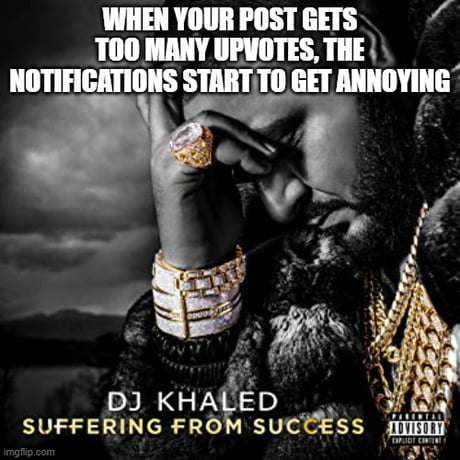 WHEN YOUR POST GETS
TOO MANY UPVOTES, THE
NOTIFICATIONS START TO GET ANNOYING
DJ KHALED
SUFFERING FROM SUCCESS
PARENTAL
ADVISORY
EXPLICIT CONTENT
imgflip.com